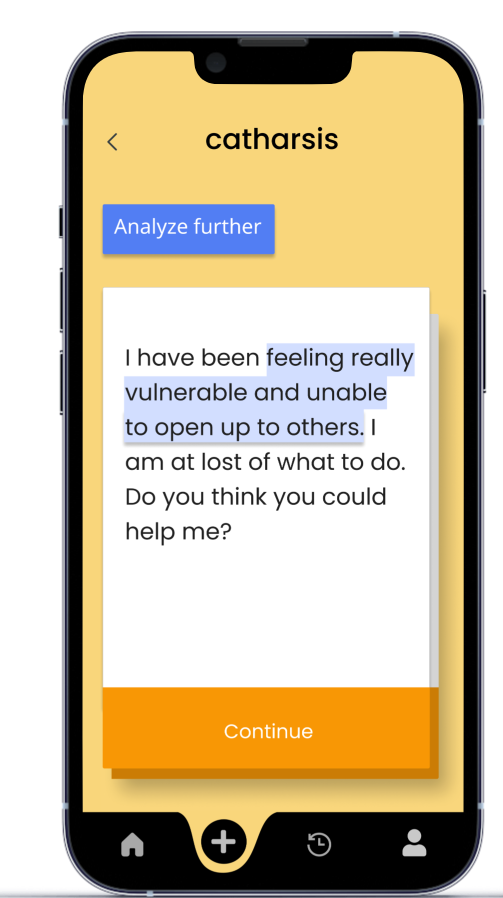 catharsis
Analyze further
I have been feeling really
vulnerable and unable
to open up to others. I
am at lost of what to do.
Do you think you could
help me?
Continue